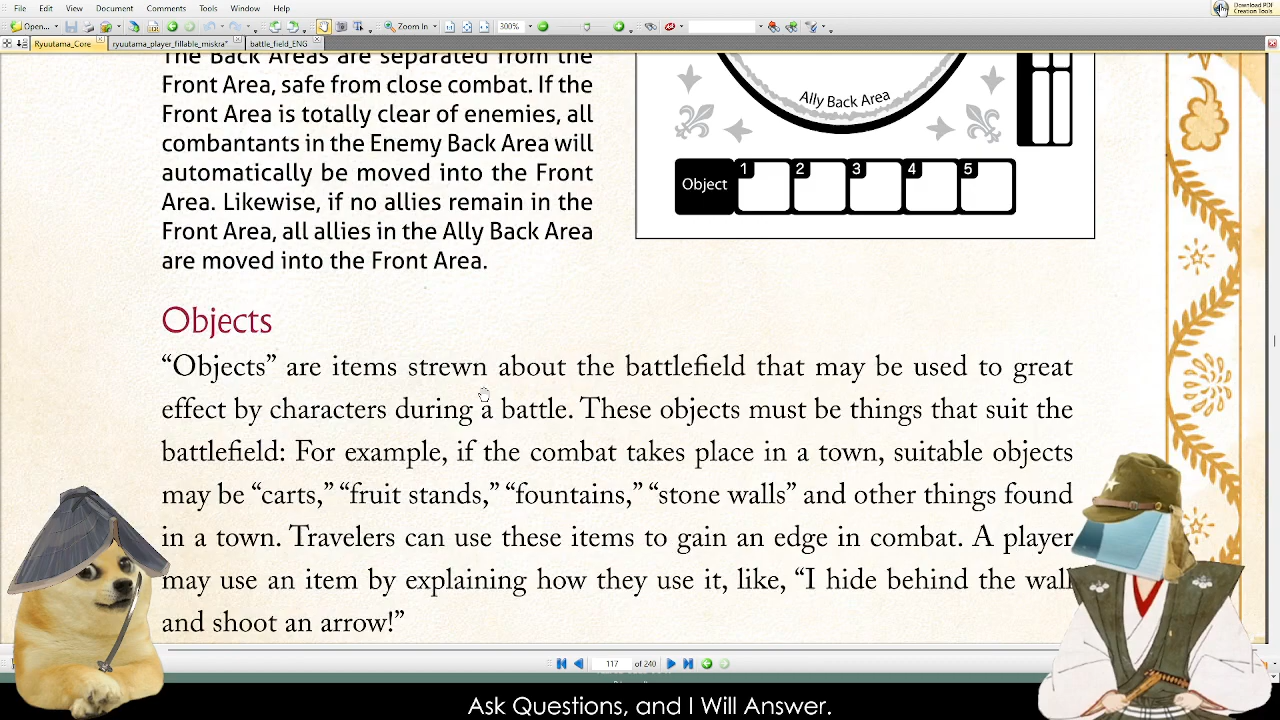 File Edit View Document Comments Tools Window Help
Download PDF
Creation Tools
Open... Zoom In 300%
Ryuutama_Core ryuutama_player_fillable_miskra* battle_field_ENG
The Back Areas are separated from the
Front Area, safe from close combat. If the
Front Area is totally clear of enemies, all
combantants in the Enemy Back Area will
automatically be moved into the Front
Area. Likewise, if no allies remain in the
Front Area, all allies in the Ally Back Area
are moved into the Front Area.
Ally Back Area
Object 1 2 3 4 5
Objects
“Objects” are items strewn about the battlefield that may be used to great
effect by characters during a battle. These objects must be things that suit the
battlefield: For example, if the combat takes place in a town, suitable objects
may be “carts,” “fruit stands,” “fountains,” “stone walls” and other things found
in a town. Travelers can use these items to gain an edge in combat. A player
may use an item by explaining how they use it, like, “I hide behind the wall
and shoot an arrow!”
117 of 240
Ask Questions, and I Will Answer.